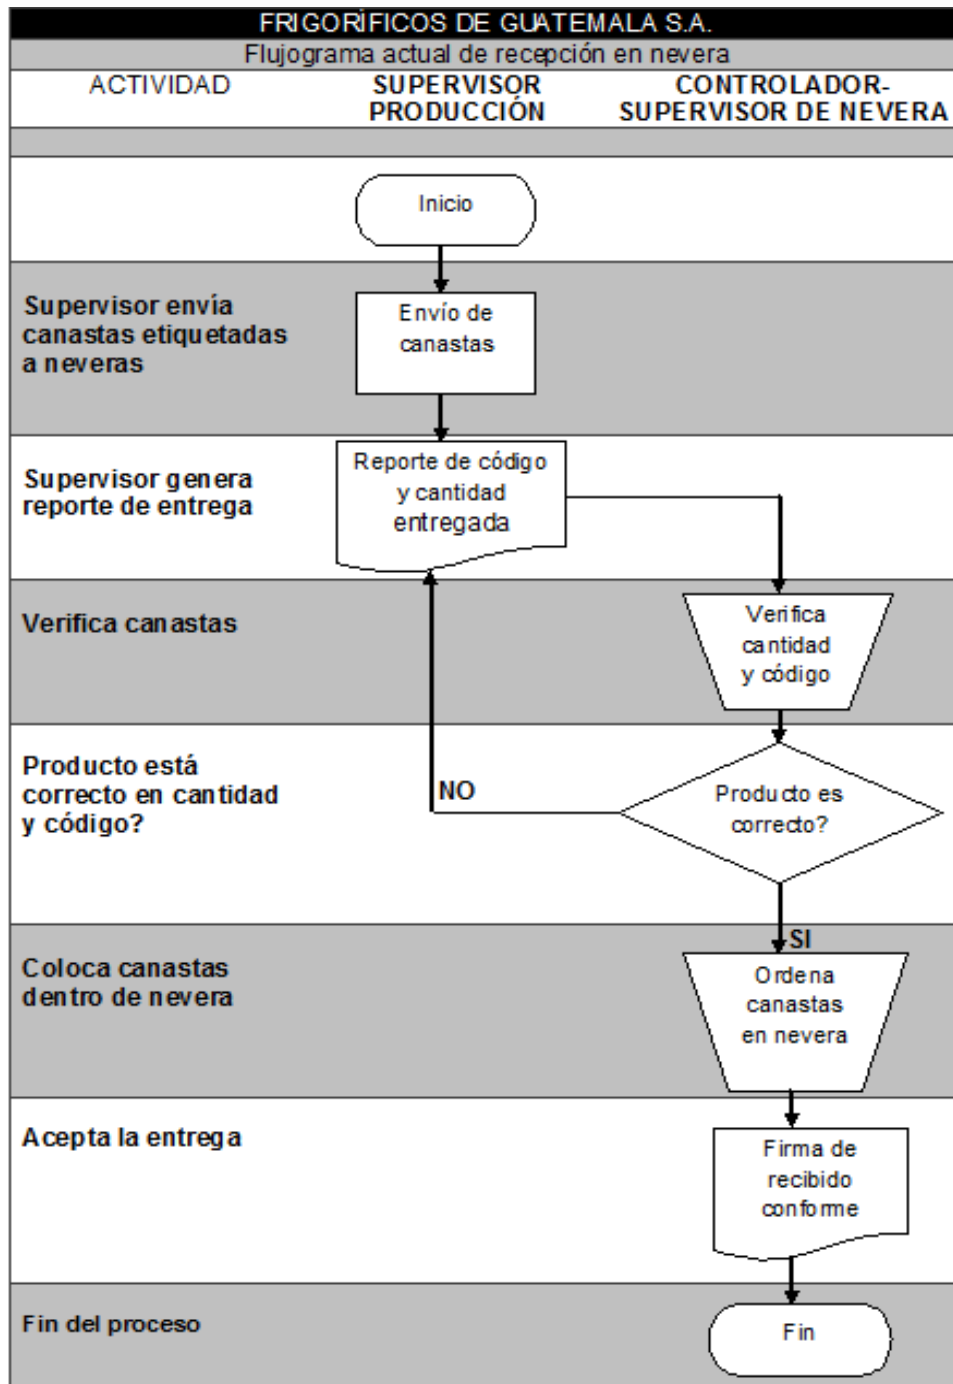 FRIGORÍFICOS DE GUATEMALA S.A.
Flujograma actual de recepción en nevera
ACTIVIDAD
SUPERVISOR
PRODUCCIÓN
CONTROLADOR-
SUPERVISOR DE NEVERA
Inicio
Supervisor envía
canastas etiquetadas
a neveras
Envío de
canastas
Supervisor genera
reporte de entrega
Reporte de código
y cantidad
entregada
Verifica canastas
Verifica
cantidad
y código
Producto está
correcto en cantidad
y código?
NO
Producto es
correcto?
SI
Coloca canastas
dentro de nevera
Ordena
canastas
en nevera
Acepta la entrega
Firma de
recibido
conforme
Fin del proceso
Fin